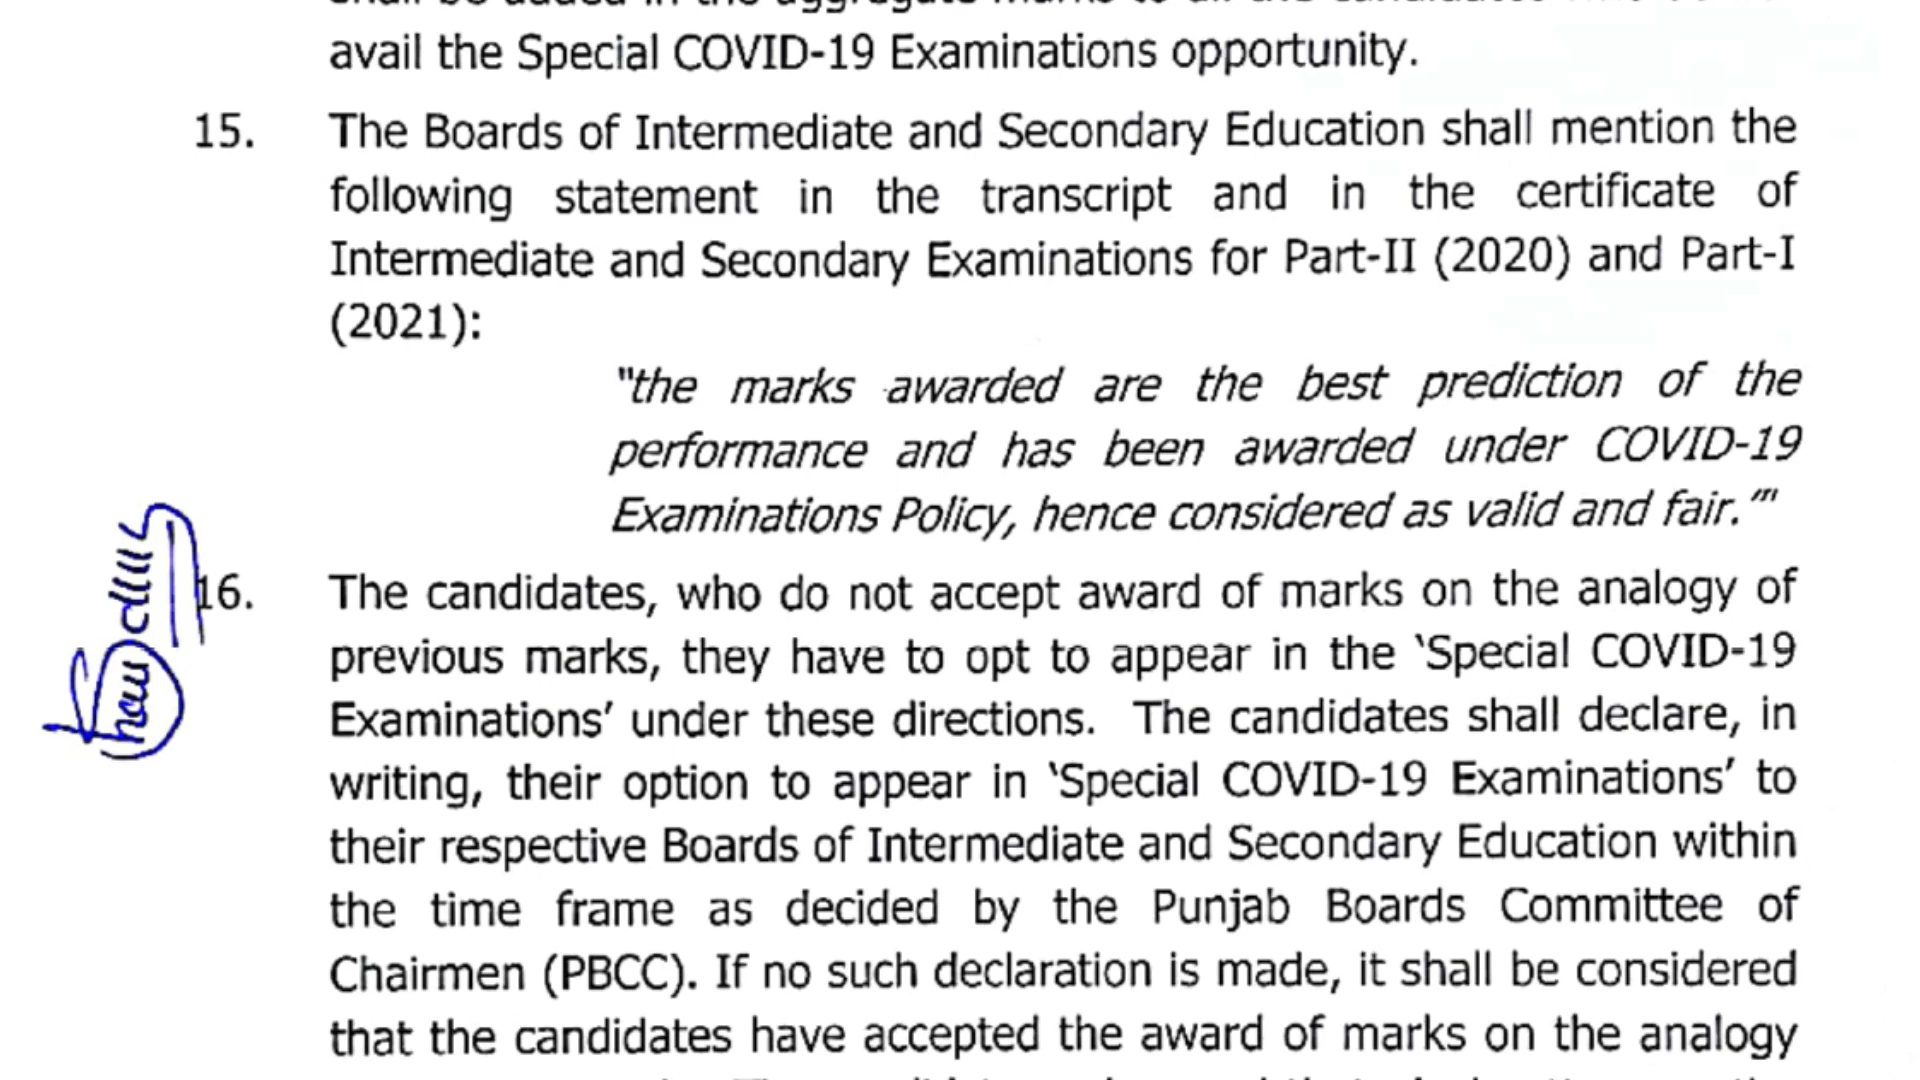 avail the Special COVID-19 Examinations opportunity.
15. The Boards of Intermediate and Secondary Education shall mention the
following statement in the transcript and in the certificate of
Intermediate and Secondary Examinations for Part-II (2020) and Part-I
(2021):
"the marks awarded are the best prediction of the
performance and has been awarded under COVID-19
Examinations Policy, hence considered as valid and fair.'"
16. The candidates, who do not accept award of marks on the analogy of
previous marks, they have to opt to appear in the 'Special COVID-19
Examinations' under these directions. The candidates shall declare, in
writing, their option to appear in 'Special COVID-19 Examinations' to
their respective Boards of Intermediate and Secondary Education within
the time frame as decided by the Punjab Boards Committee of
Chairmen (PBCC). If no such declaration is made, it shall be considered
that the candidates have accepted the award of marks on the analogy